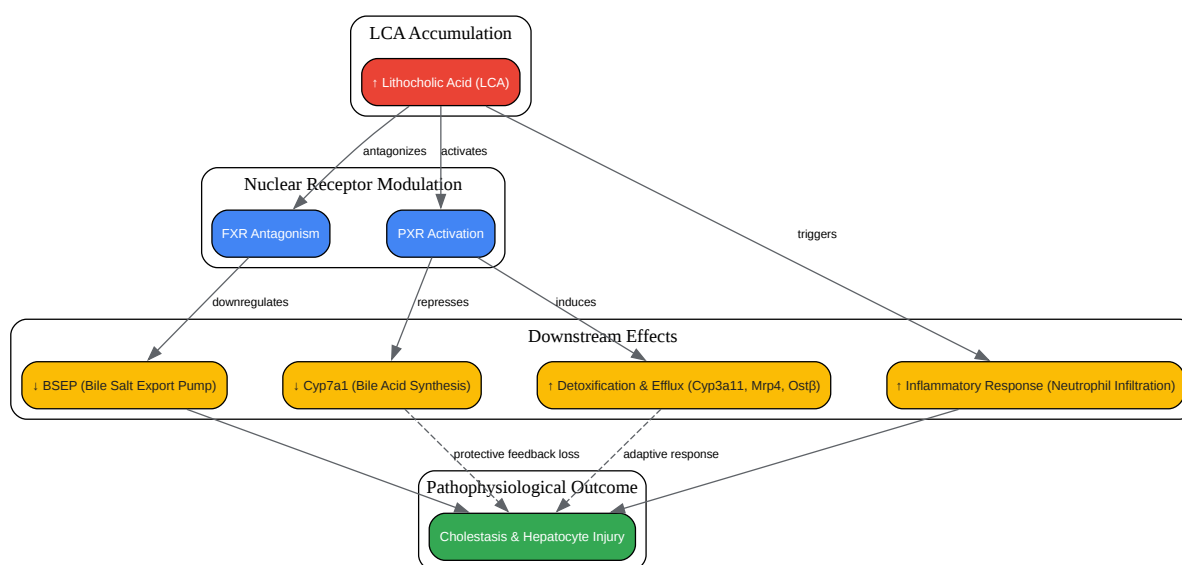 LCA Accumulation
↑ Lithocholic Acid (LCA)
antagonizes
activates
Nuclear Receptor Modulation
FXR Antagonism
PXR Activation
triggers
downregulates
represses
induces
Downstream Effects
↓ BSEP (Bile Salt Export Pump)
↓ Cyp7a1 (Bile Acid Synthesis)
↑ Detoxification & Efflux (Cyp3a11, Mrp4, Ostβ)
↑ Inflammatory Response (Neutrophil Infiltration)
protective feedback loss
adaptive response
Pathophysiological Outcome
Cholestasis & Hepatocyte Injury